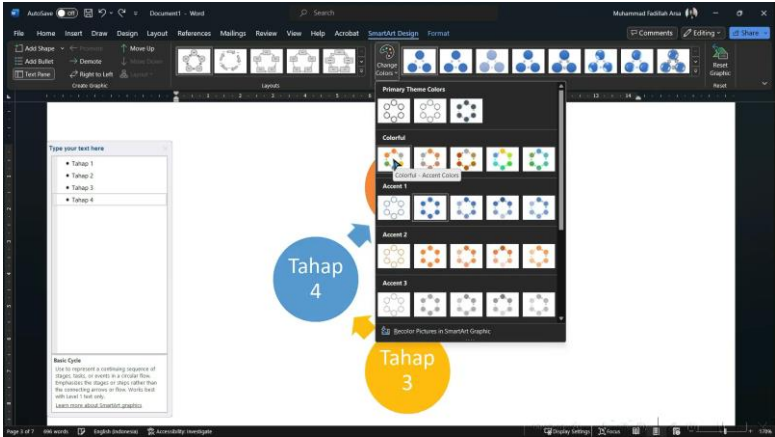 AutoSave Off Document1 - Word Search Muhammad Fadillah Arsa
File Home Insert Draw Design Layout References Mailings Review View Help Acrobat SmartArt Design Format Comments Editing Share
Add Shape Promote Move Up
Add Bullet Demote Move Down
Text Pane Right to Left Layout
Create Graphic
Layouts
Change Colors
Reset Graphic
Reset
Primary Theme Colors
Colorful
Colorful - Accent Colors
Accent 1
Accent 2
Accent 3
Recolor Pictures in SmartArt Graphic
Type your text here
Tahap 1
Tahap 2
Tahap 3
Tahap 4
Basic Cycle
Use to represent a continuing sequence of
stages, tasks, or events in a circular flow.
Emphasizes the stages or steps rather than
the connecting arrows or flow. Works best
with Level 1 text only.
Learn more about SmartArt graphics
Tahap
4
Tahap
3
Page 3 of 7 696 words English (Indonesia) Accessibility: Investigate Display Settings Focus 170%